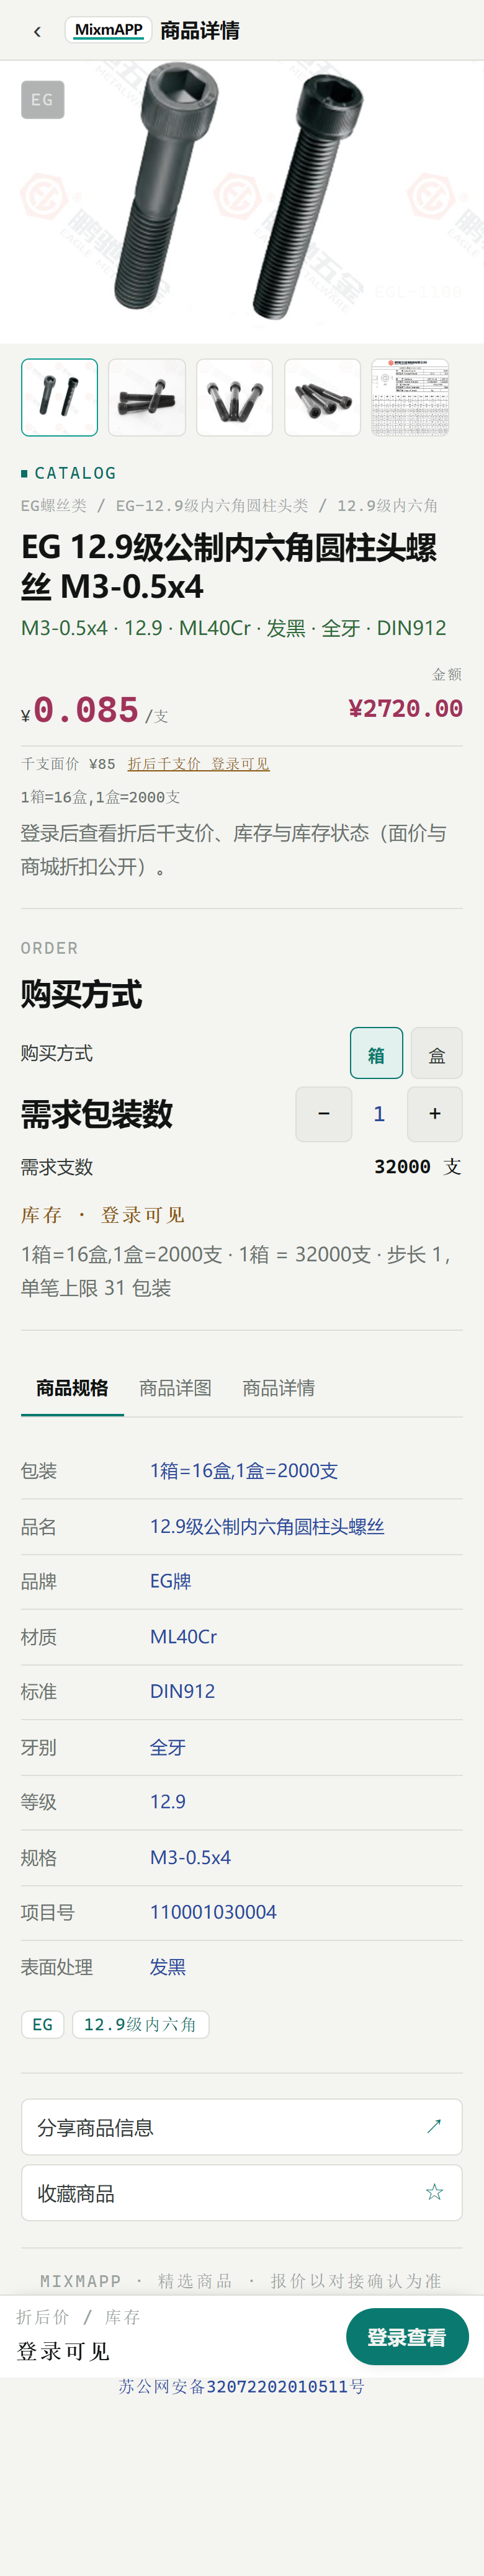 ‹ MixmAPP 商品详情
EG
鹏驰五金
EAGLE METALWARE
EGL-1100
CATALOG
EG螺丝类 / EG-12.9级内六角圆柱头类 / 12.9级内六角
EG 12.9级公制内六角圆柱头螺
丝 M3-0.5x4
M3-0.5x4 · 12.9 · ML40Cr · 发黑 · 全牙 · DIN912
金额
¥0.085 /支
¥2720.00
千支面价 ¥85 折后千支价 登录可见
1箱=16盒,1盒=2000支
登录后查看折后千支价、库存与库存状态（面价与
商城折扣公开）。
ORDER
购买方式
购买方式 箱 盒
需求包装数 − 1 +
需求支数 32000 支
库存 · 登录可见
1箱=16盒,1盒=2000支 · 1箱 = 32000支 · 步长 1,
单笔上限 31 包装
商品规格 商品详图 商品详情
包装 1箱=16盒,1盒=2000支
品名 12.9级公制内六角圆柱头螺丝
品牌 EG牌
材质 ML40Cr
标准 DIN912
牙别 全牙
等级 12.9
规格 M3-0.5x4
项目号 110001030004
表面处理 发黑
EG 12.9级内六角
分享商品信息 ↗
收藏商品 ☆
MIXMAPP · 精选商品 · 报价以对接确认为准
折后价 / 库存
登录可见
登录查看
苏公网安备32072202010511号